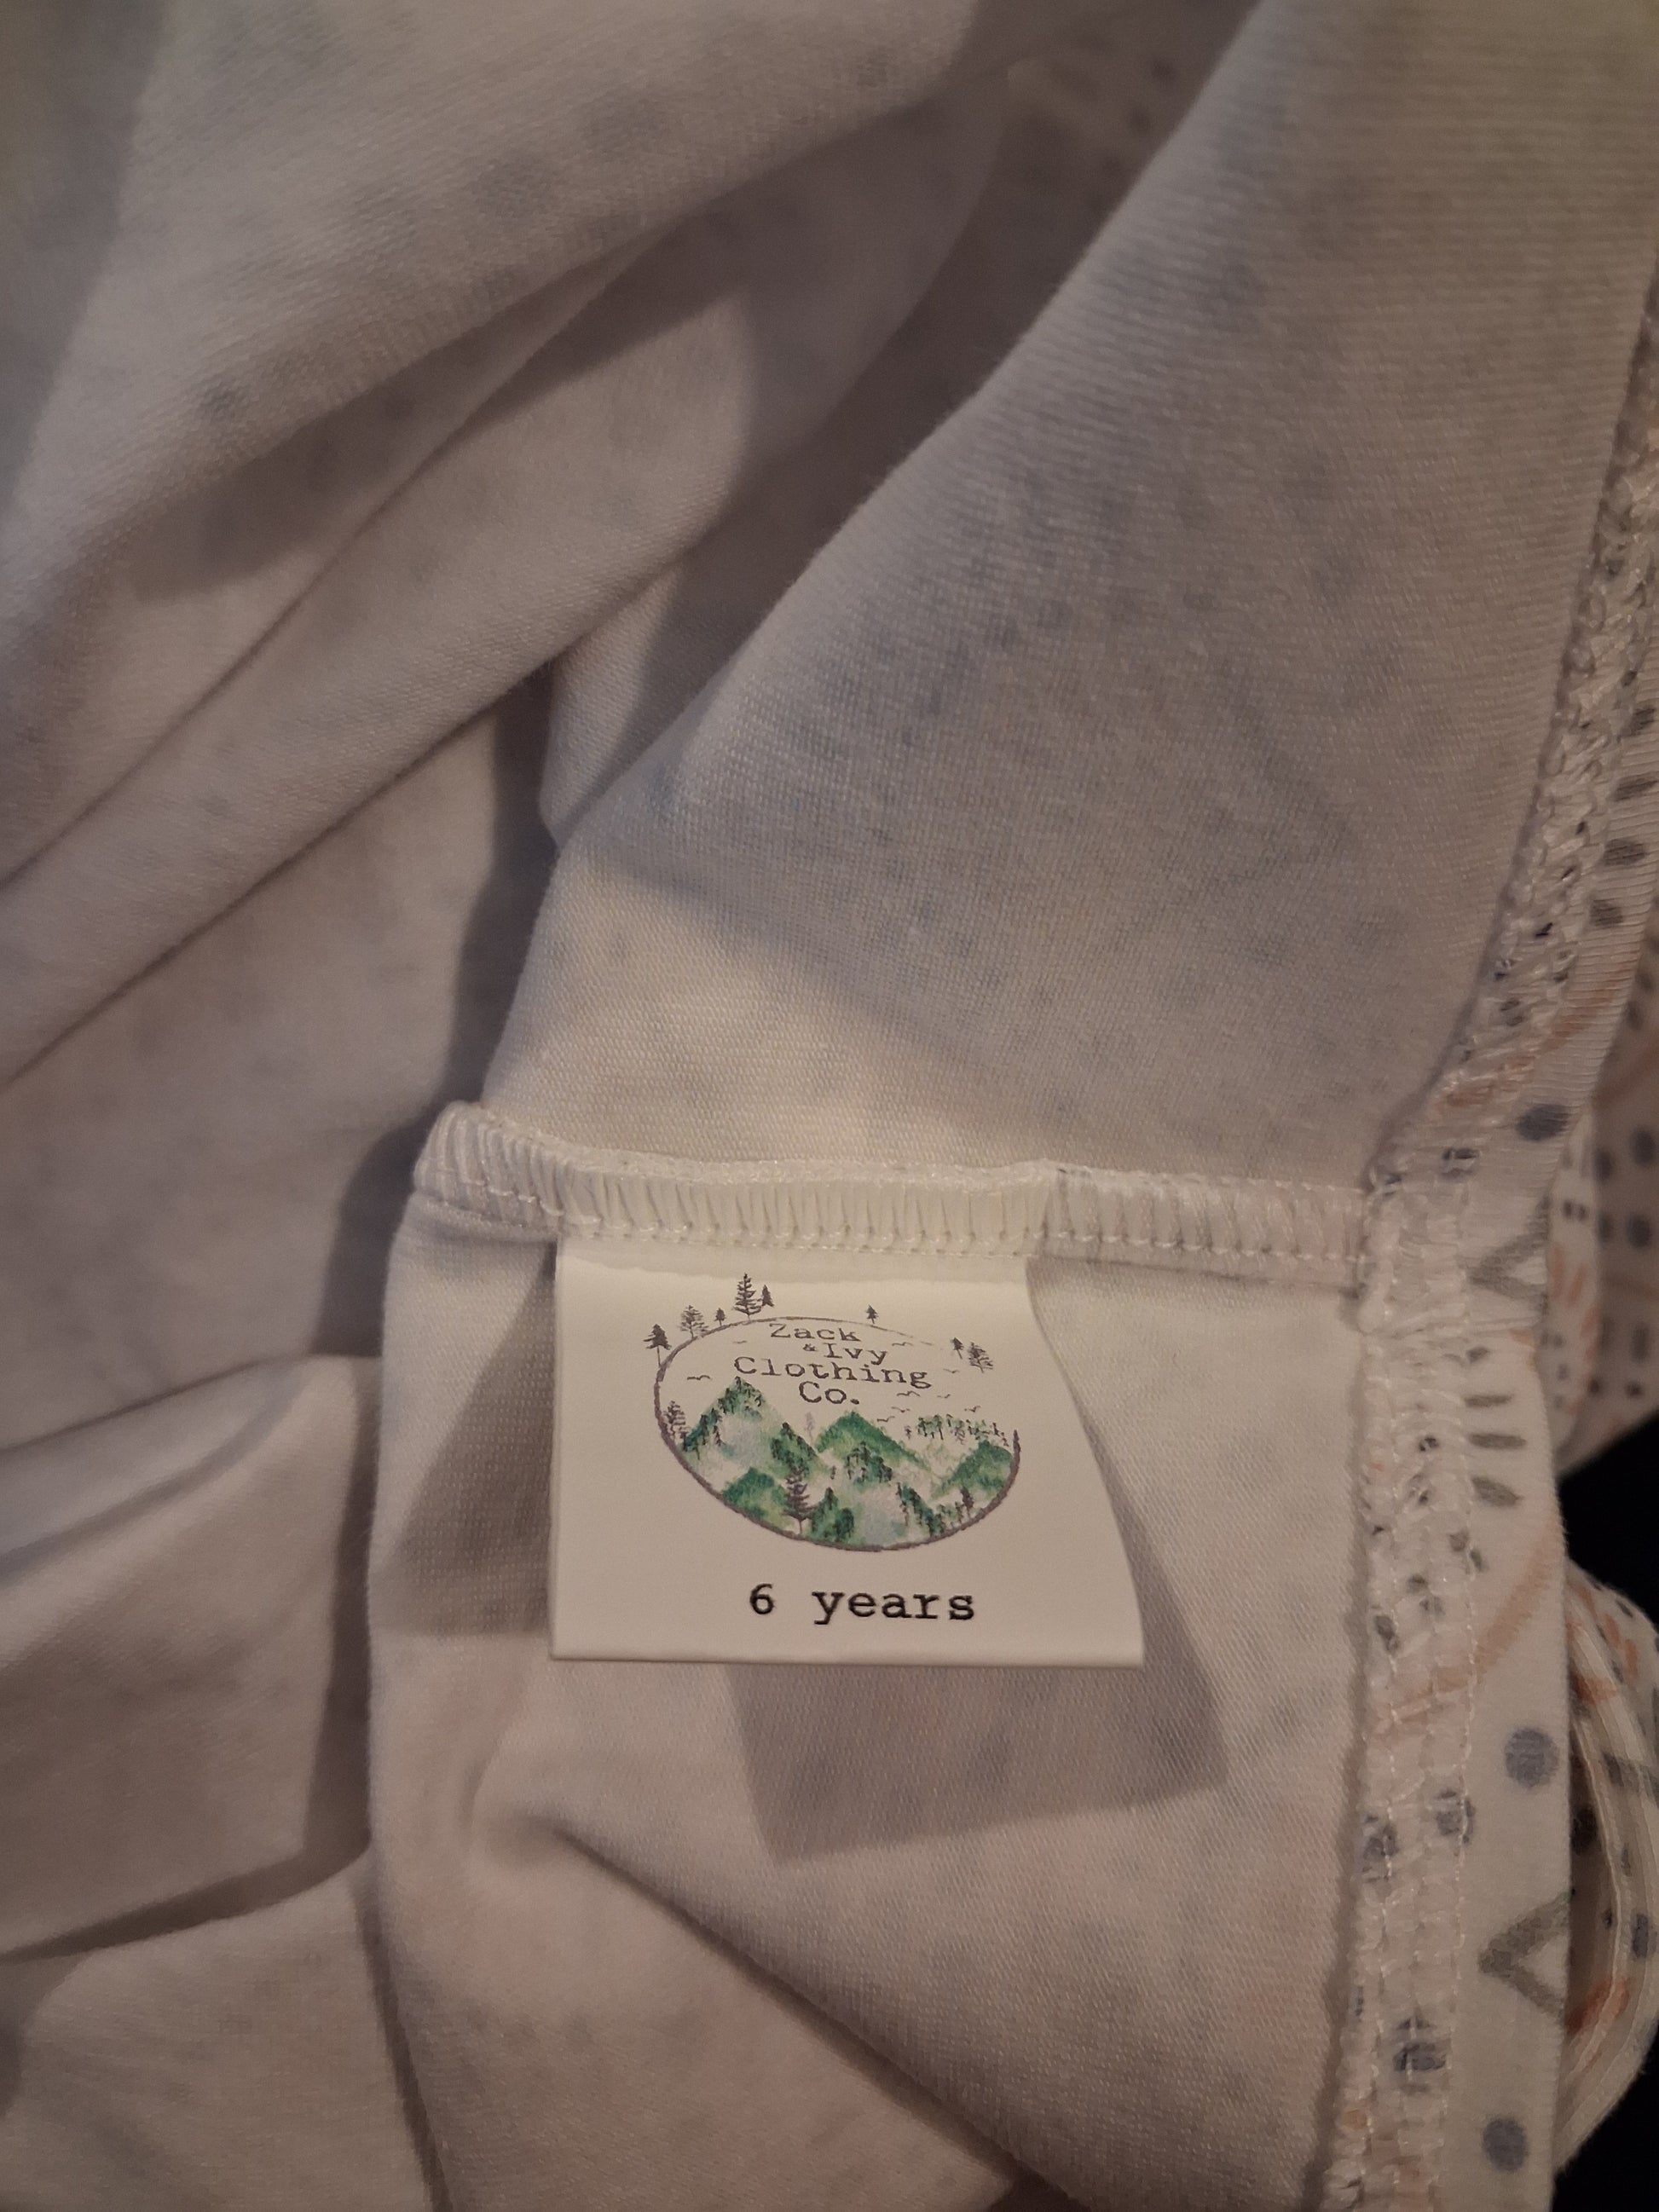 Zack
&Ivy
Clothing
Co.
6 years